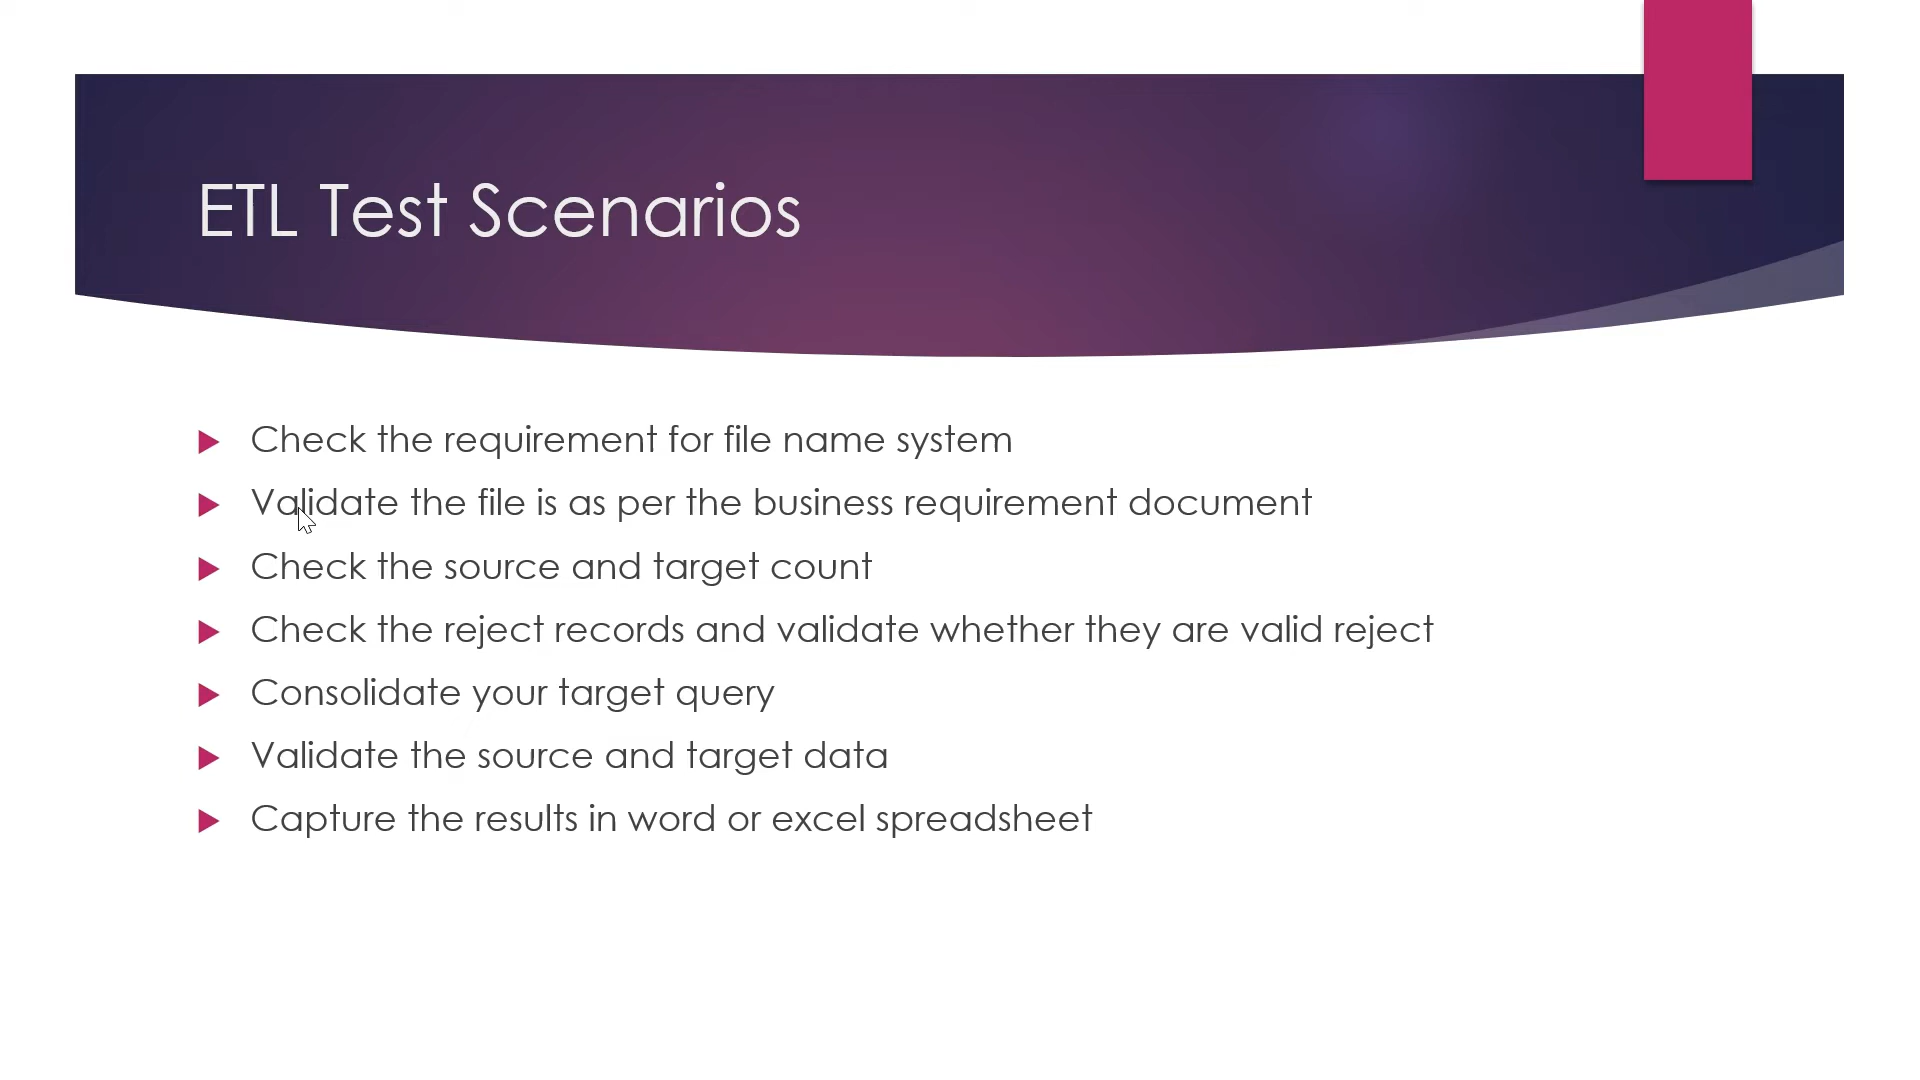 ETL Test Scenarios
Check the requirement for file name system
Validate the file is as per the business requirement document
Check the source and target count
Check the reject records and validate whether they are valid reject
Consolidate your target query
Validate the source and target data
Capture the results in word or excel spreadsheet